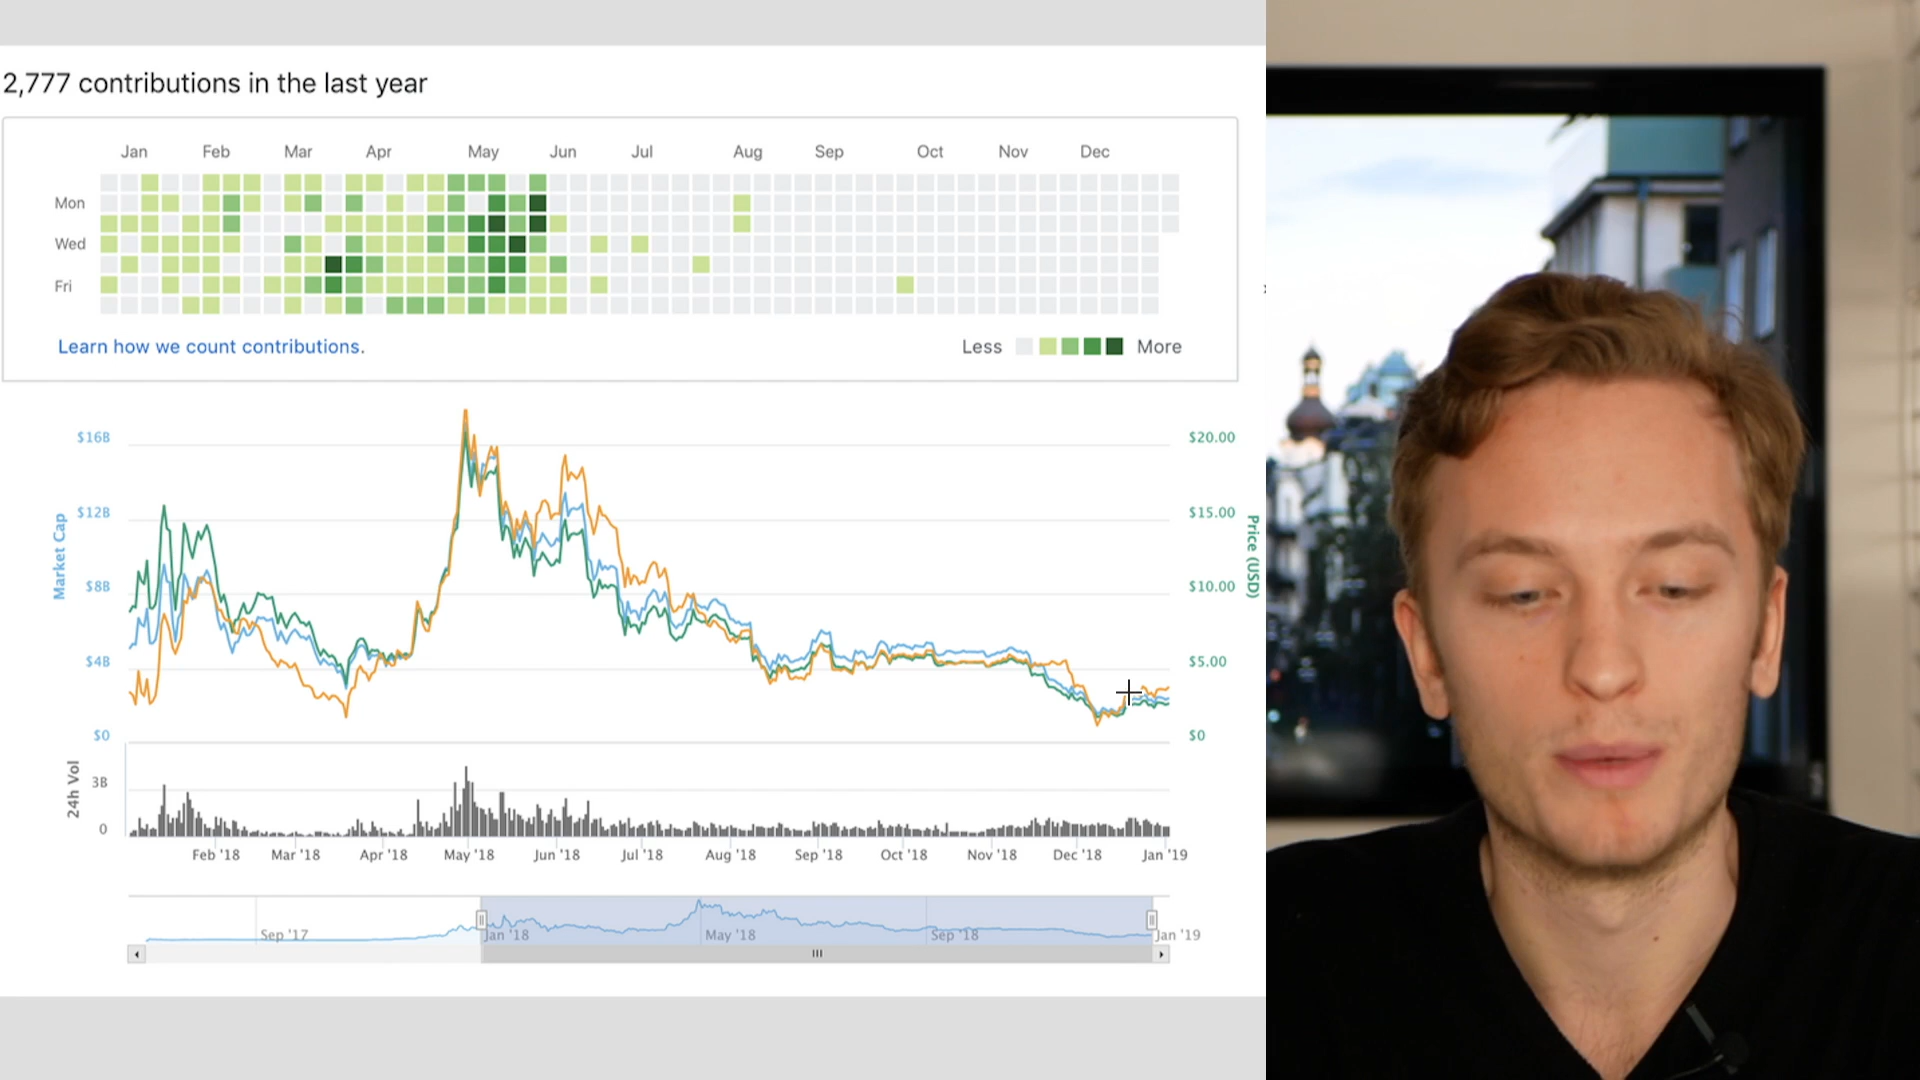 2,777 contributions in the last year
Jan Feb Mar Apr May Jun Jul Aug Sep Oct Nov Dec
Mon
Wed
Fri
Learn how we count contributions.
Less More
$16B $20.00
$12B $15.00
$8B $10.00
$4B $5.00
$0 $0
Market Cap
Price (USD)
24h Vol
3B
0
Feb '18 Mar '18 Apr '18 May '18 Jun '18 Jul '18 Aug '18 Sep '18 Oct '18 Nov '18 Dec '18 Jan '19
Sep '17 Jan '18 May '18 Sep '18 Jan '19